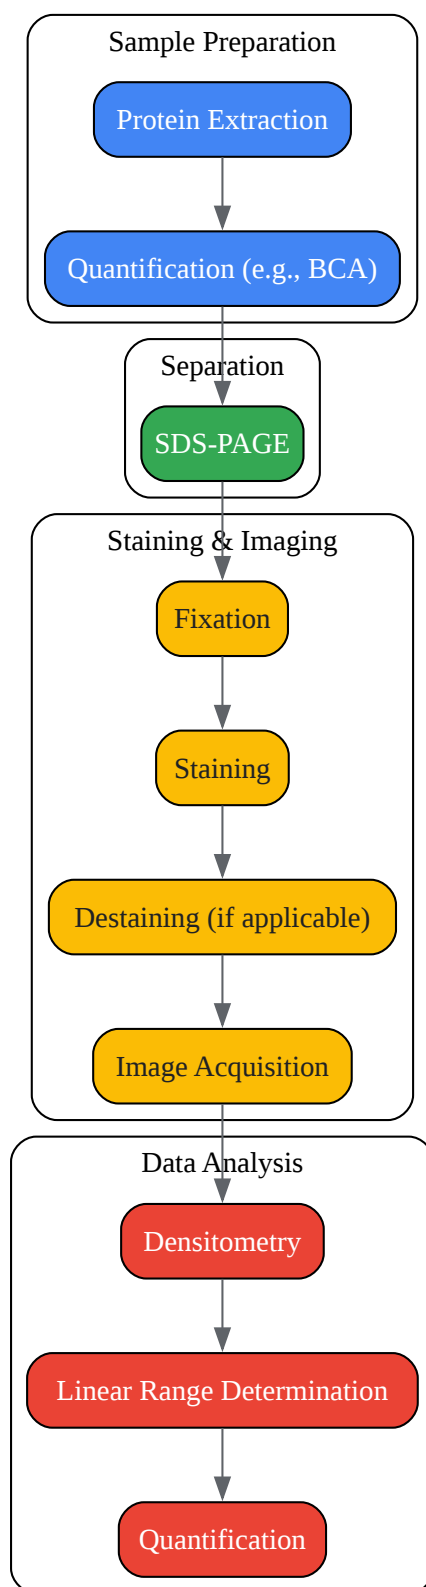 Sample Preparation
Protein Extraction
Quantification (e.g., BCA)
Separation
SDS-PAGE
Staining & Imaging
Fixation
Staining
Destaining (if applicable)
Image Acquisition
Data Analysis
Densitometry
Linear Range Determination
Quantification